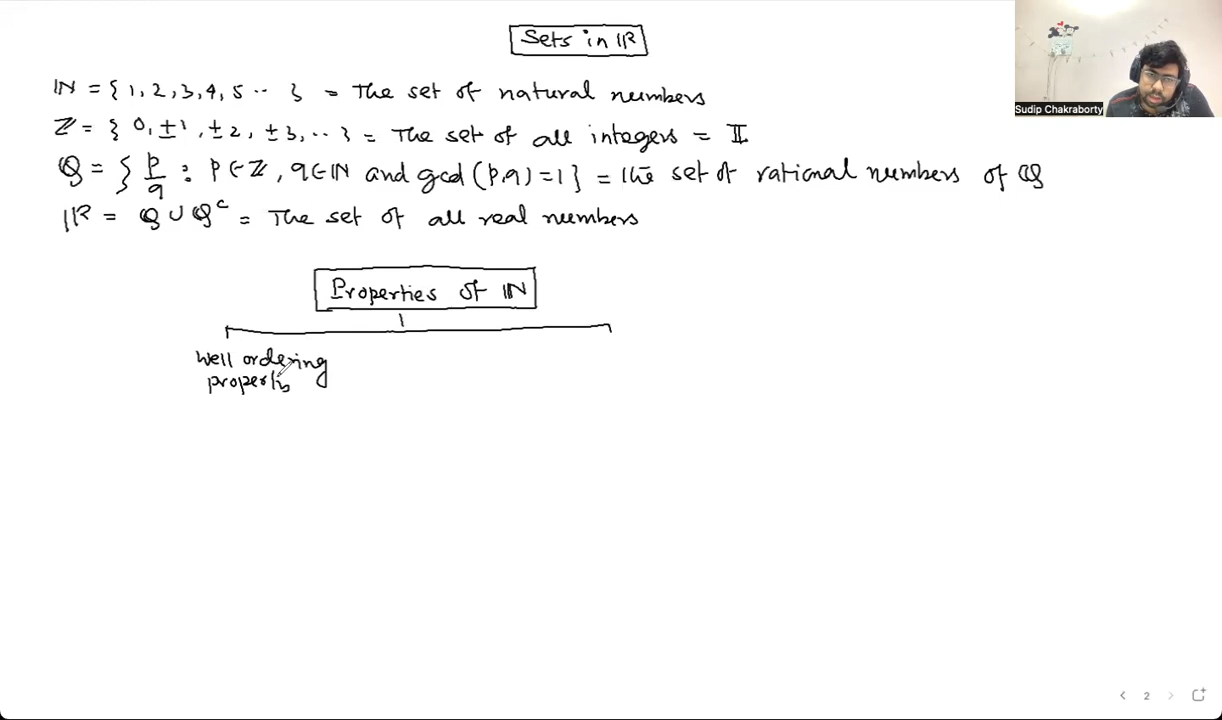 Sets in ℝ
Sudip Chakraborty
ℕ = { 1, 2, 3, 4, 5 ·· } = The set of natural numbers
ℤ = { 0, ±1, ±2, ±3, ·· } = The set of all integers = 𝕀
ℚ = { p/q : p ∈ ℤ, q ∈ ℕ and gcd (p, q) = 1 } = The set of rational numbers of ℚ
ℝ = ℚ ∪ ℚᶜ = The set of all real numbers
Properties of ℕ
Well ordering
propertis
2